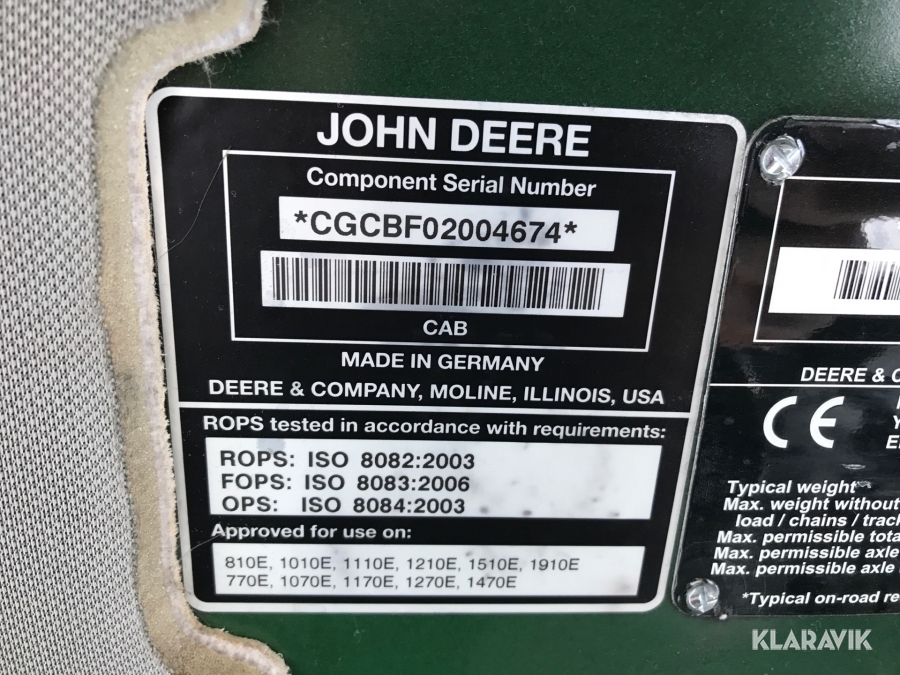 JOHN DEERE
Component Serial Number
*CGCBF02004674*
CAB
MADE IN GERMANY
DEERE & COMPANY, MOLINE, ILLINOIS, USA
ROPS tested in accordance with requirements:
ROPS: ISO 8082:2003
FOPS: ISO 8083:2006
OPS: ISO 8084:2003
Approved for use on:
810E, 1010E, 1110E, 1210E, 1510E, 1910E
770E, 1070E, 1170E, 1270E, 1470E
DEERE & C
CE
Typical weight
Max. weight without
load / chains / track
Max. permissible tota
Max. permissible axle
Max. permissible axle
*Typical on-road re
KLARAVIK